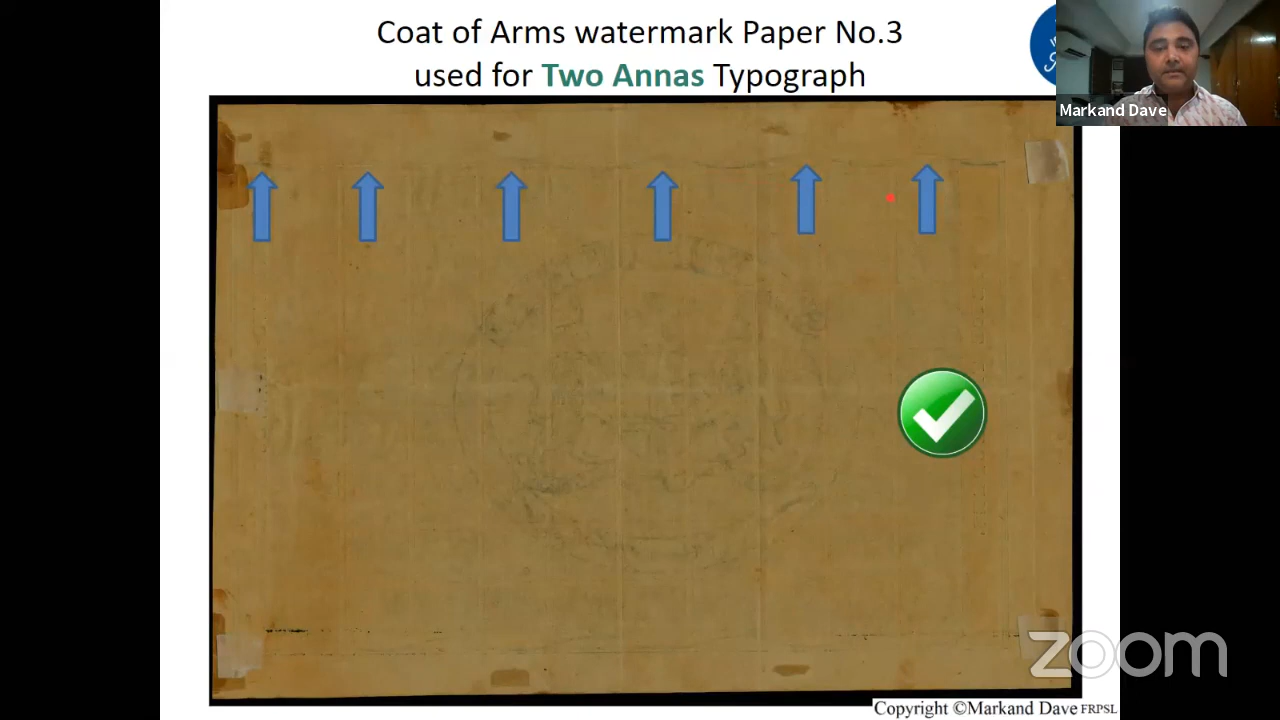 Coat of Arms watermark Paper No.3
used for Two Annas Typograph
Markand Dave
zoom
Copyright ©Markand Dave FRPSL